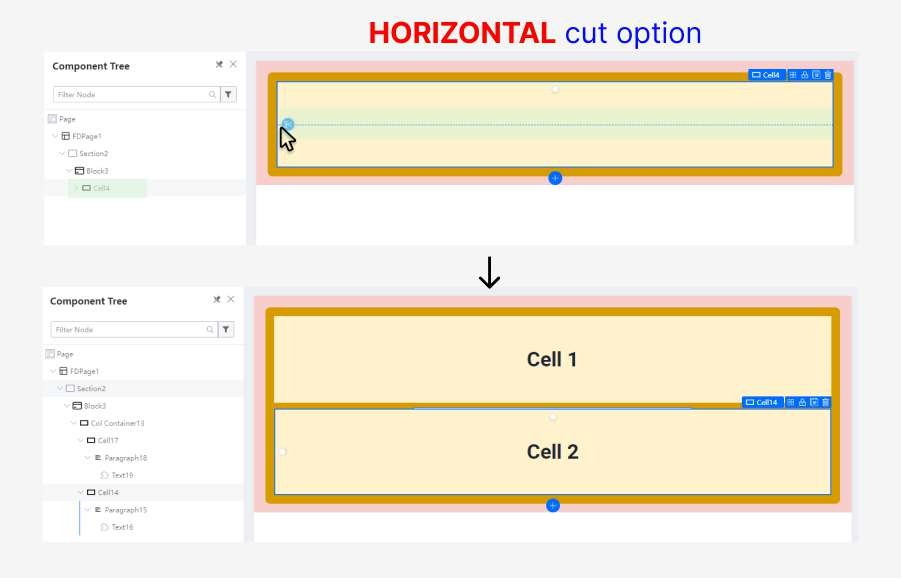 HORIZONTAL cut option
Component Tree
Filter Node
Page
FDPage1
Section2
Block3
Cell4
Cell4
Component Tree
Filter Node
Page
FDPage1
Section2
Block3
Col Container13
Cell17
Paragraph18
Text19
Cell14
Paragraph15
Text16
Cell 1
Cell14
Cell 2